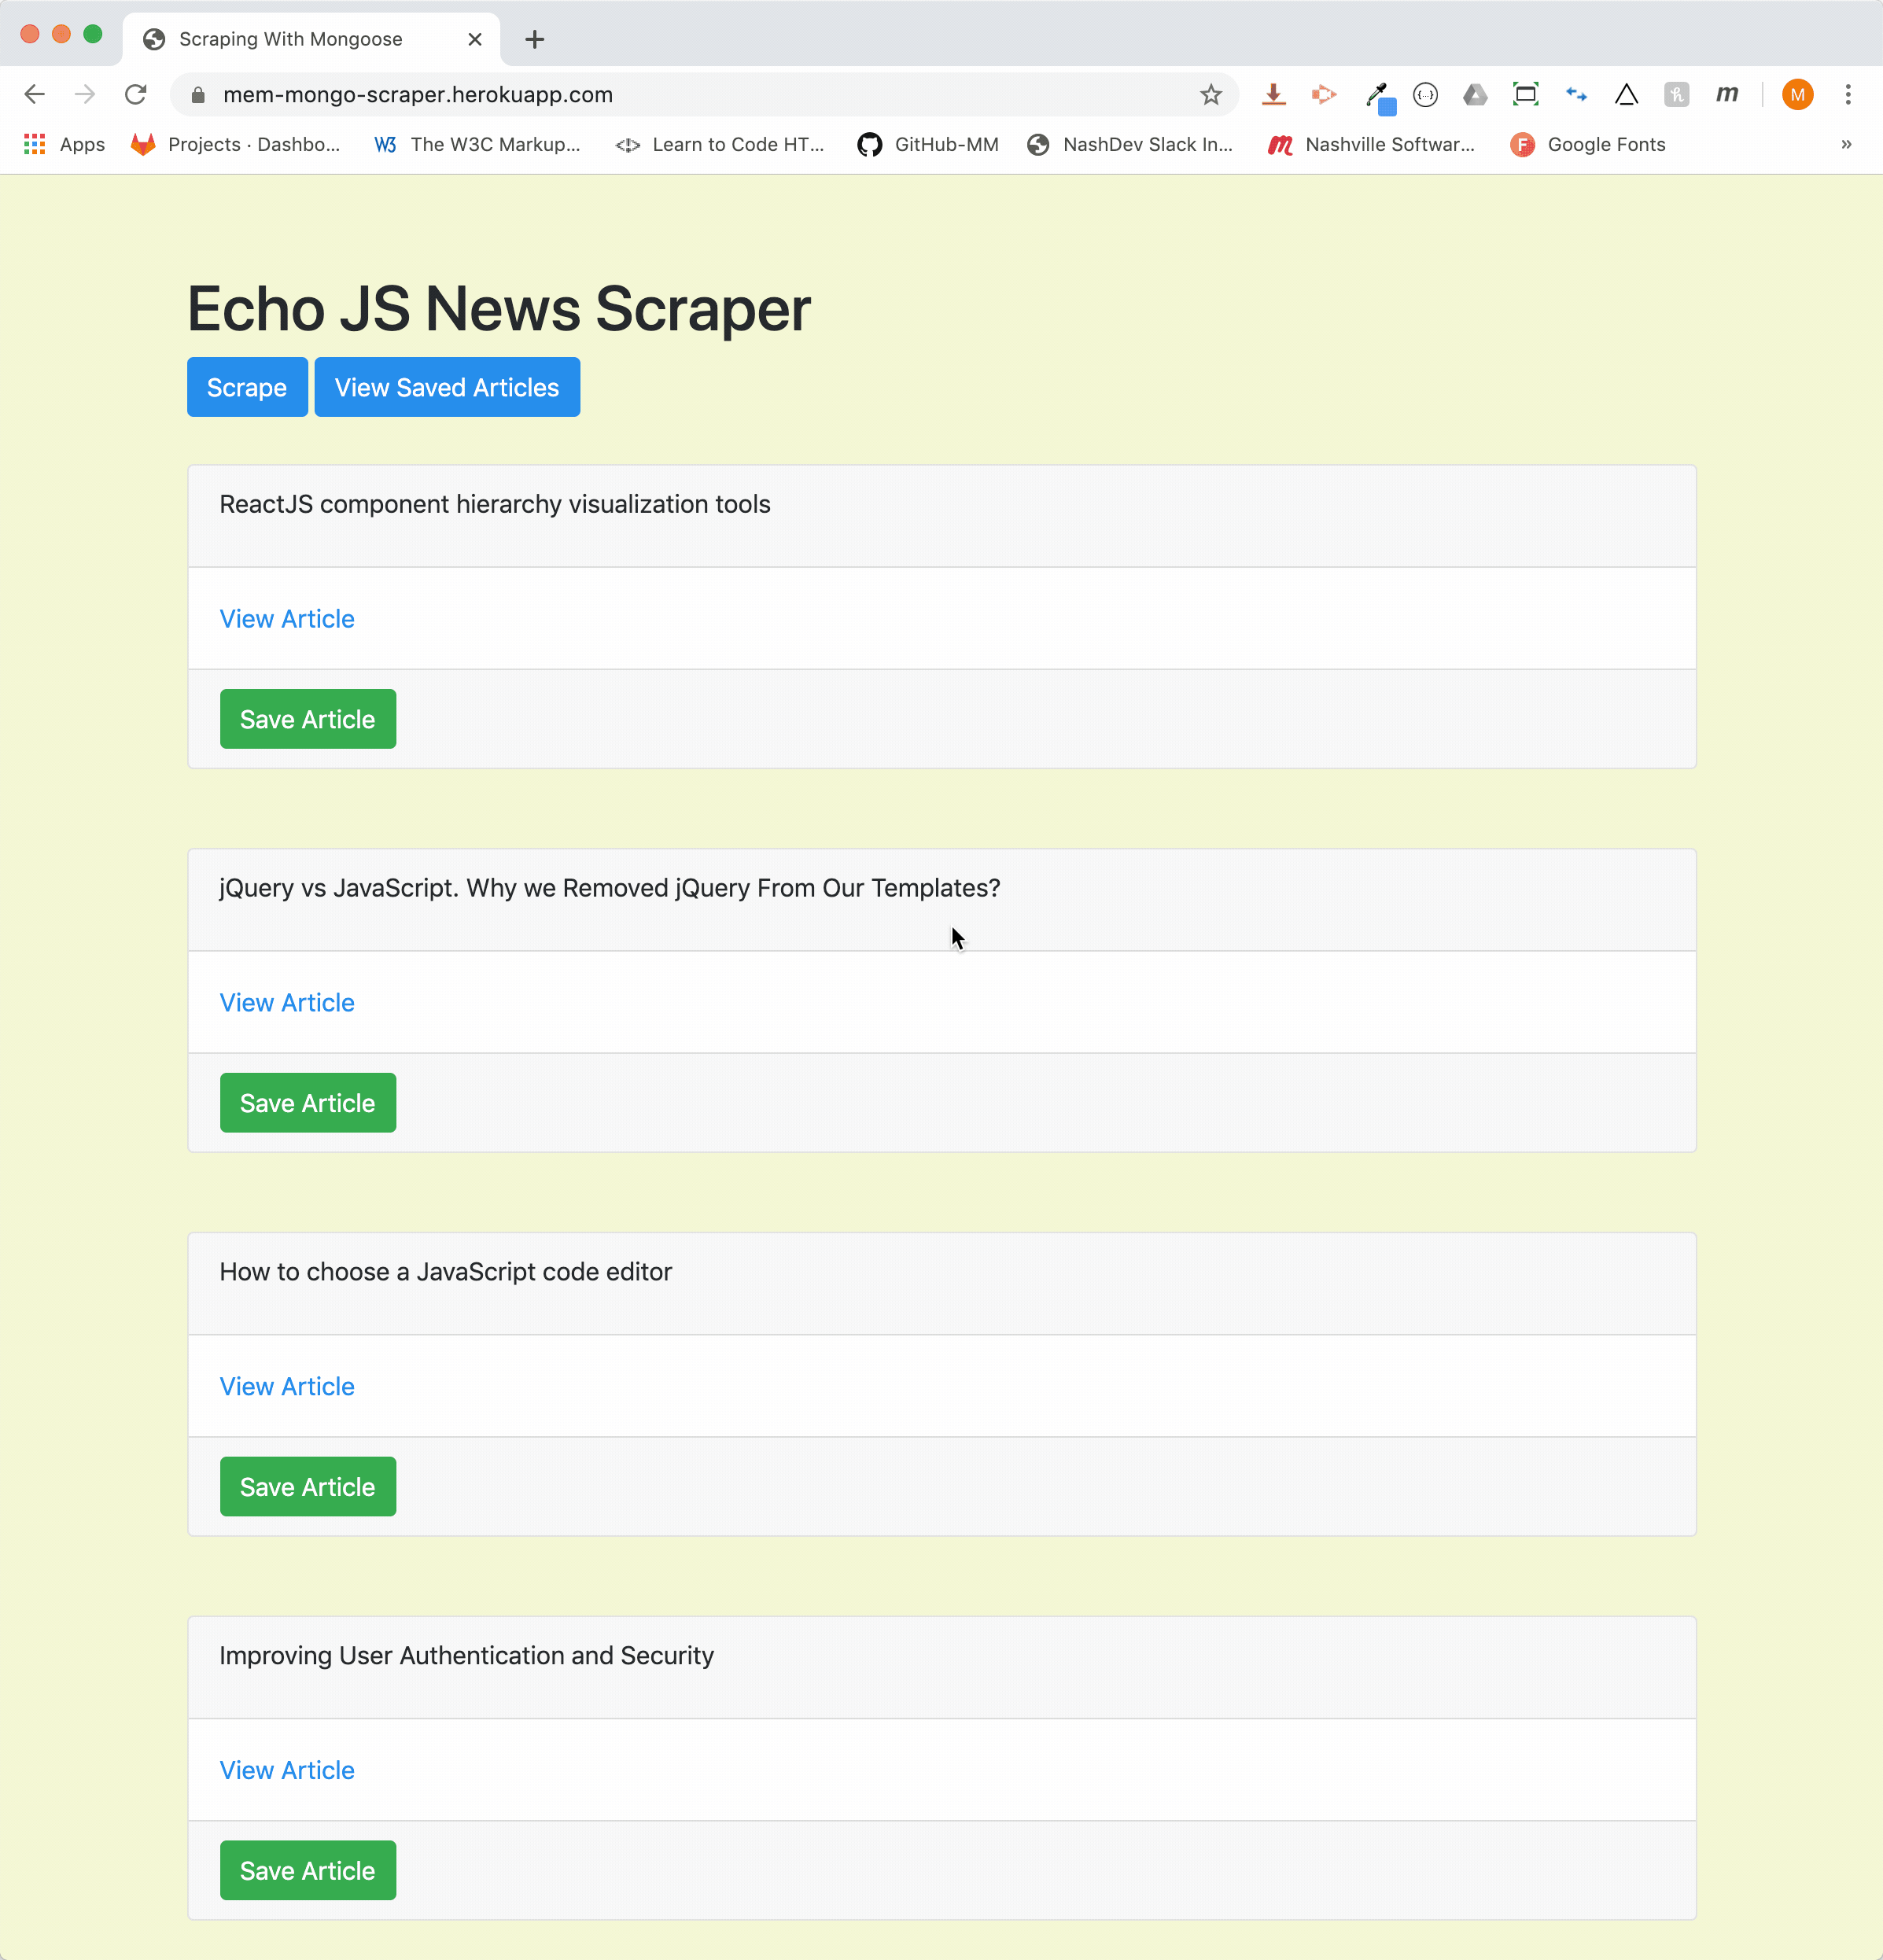 Scraping With Mongoose
mem-mongo-scraper.herokuapp.com
M
Apps Projects · Dashbo... W3 The W3C Markup... Learn to Code HT... GitHub-MM NashDev Slack In... Nashville Softwar... F Google Fonts »
Echo JS News Scraper
Scrape View Saved Articles
ReactJS component hierarchy visualization tools
View Article
Save Article
jQuery vs JavaScript. Why we Removed jQuery From Our Templates?
View Article
Save Article
How to choose a JavaScript code editor
View Article
Save Article
Improving User Authentication and Security
View Article
Save Article